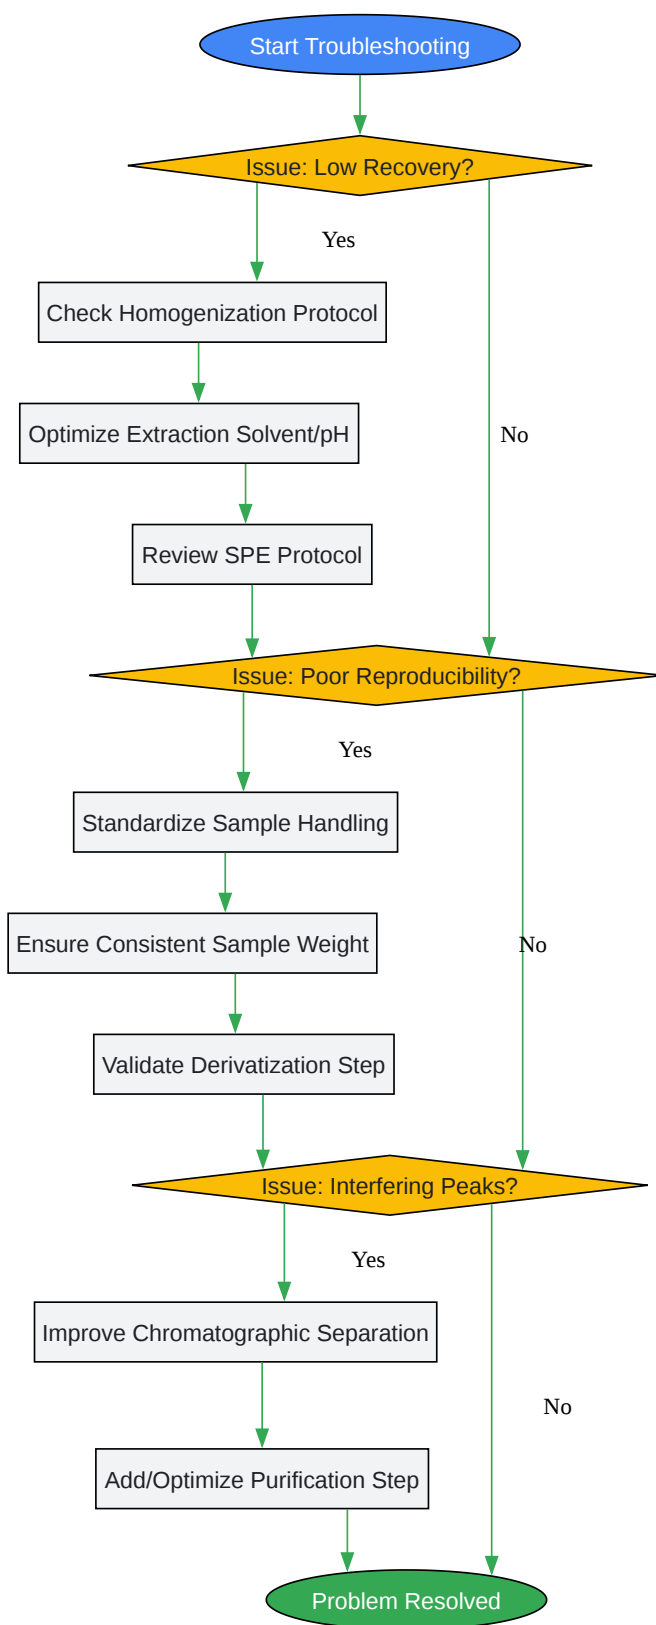 Start Troubleshooting
Issue: Low Recovery?
Yes
Check Homogenization Protocol
Optimize Extraction Solvent/pH
No
Review SPE Protocol
Issue: Poor Reproducibility?
Yes
Standardize Sample Handling
Ensure Consistent Sample Weight
No
Validate Derivatization Step
Issue: Interfering Peaks?
Yes
Improve Chromatographic Separation
No
Add/Optimize Purification Step
Problem Resolved